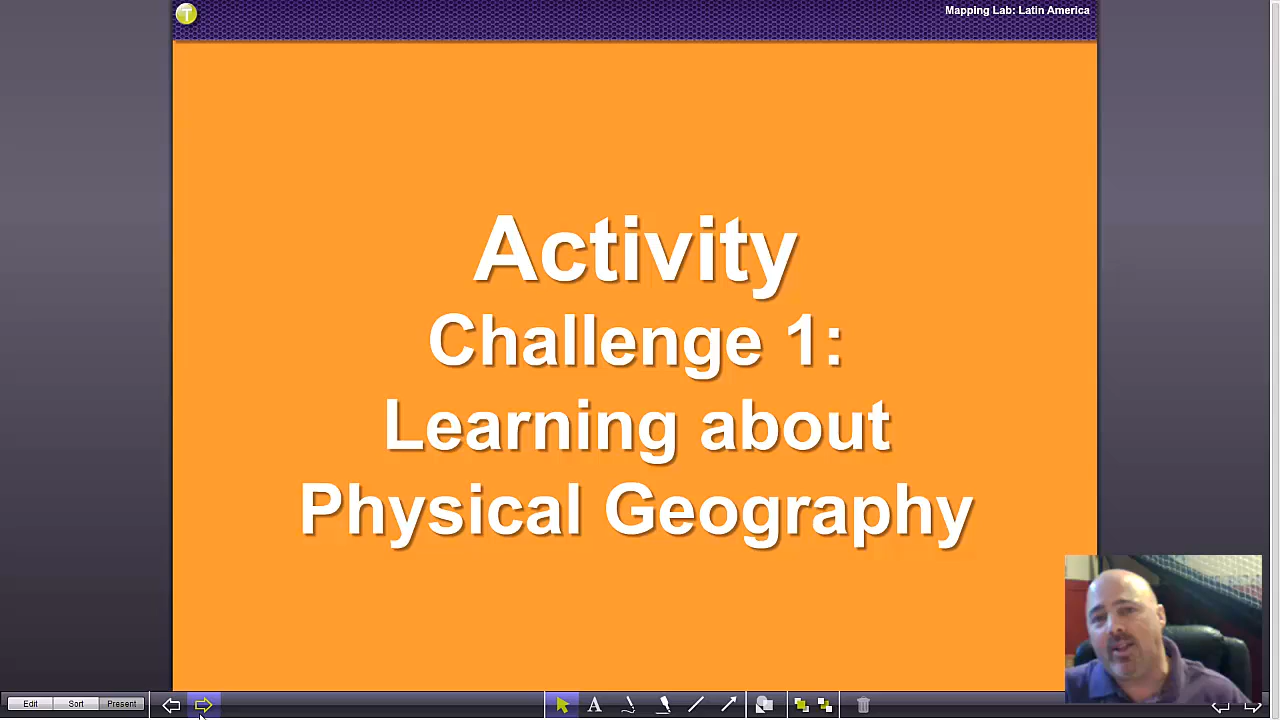 T
Mapping Lab: Latin America
Activity
Challenge 1:
Learning about
Physical Geography
Edit
Sort
Present
A